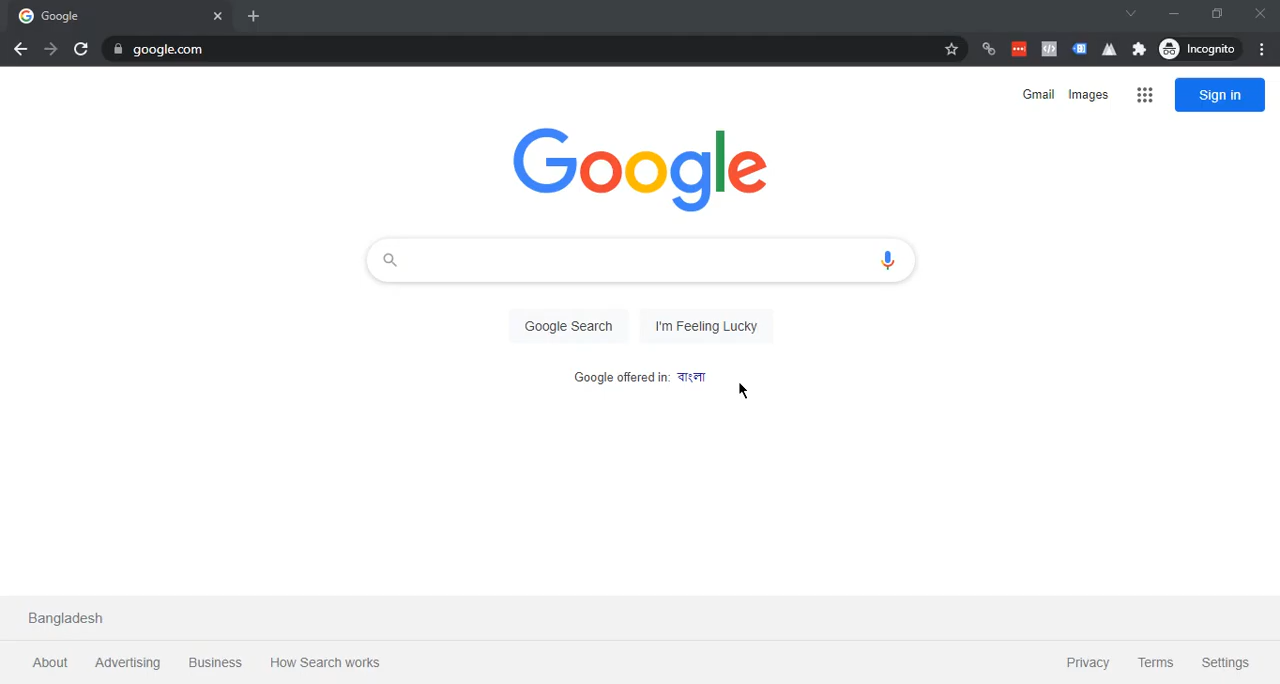 Google
google.com
Incognito
Gmail Images
Sign in
Google
Google Search I'm Feeling Lucky
Google offered in: বাংলা
Bangladesh
About Advertising Business How Search works Privacy Terms Settings